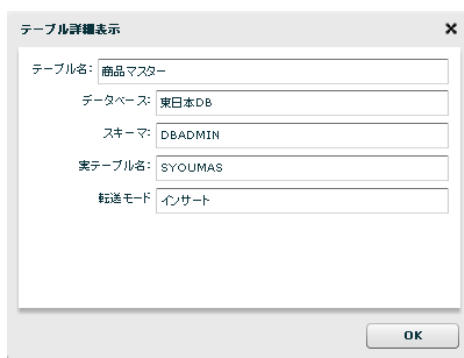 テーブル詳細表示
テーブル名: 商品マスター
データベース: 東日本DB
スキーマ: DBADMIN
実テーブル名: SYOUMAS
転送モード インサート
OK